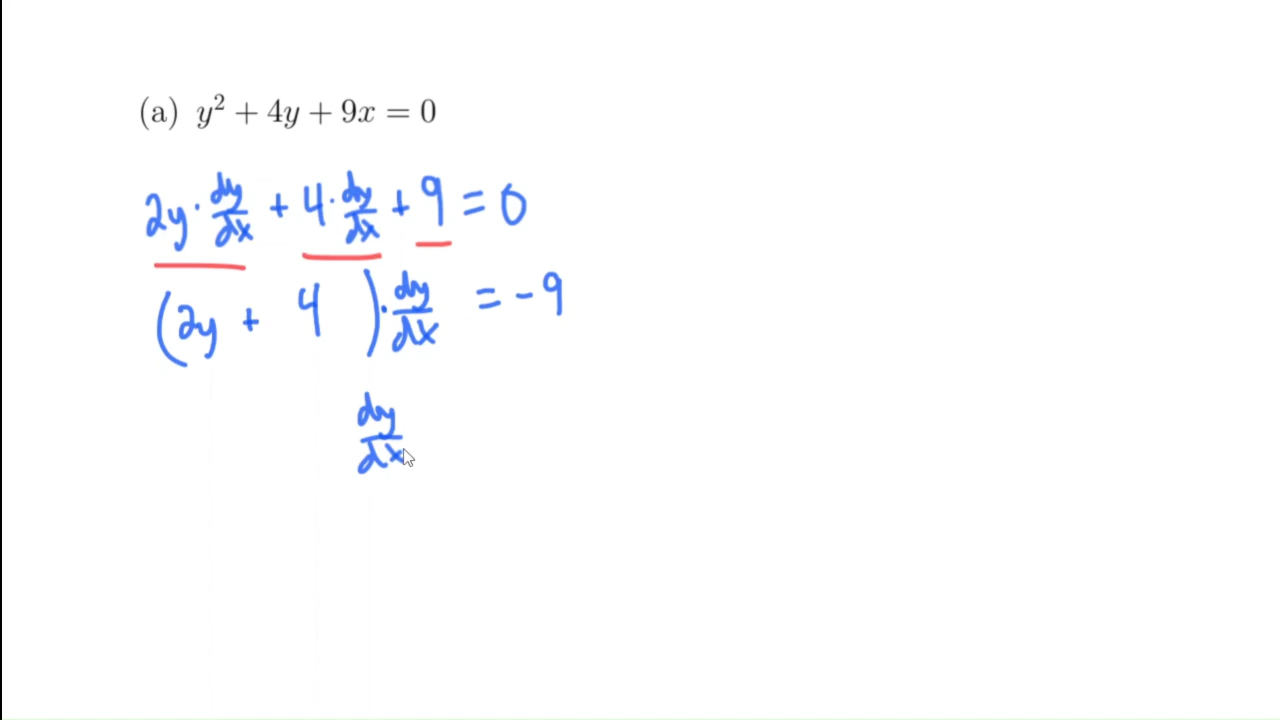 (a) y² + 4y + 9x = 0
2y · dy/dx + 4 · dy/dx + 9 = 0
(2y + 4) · dy/dx = -9
dy/dx